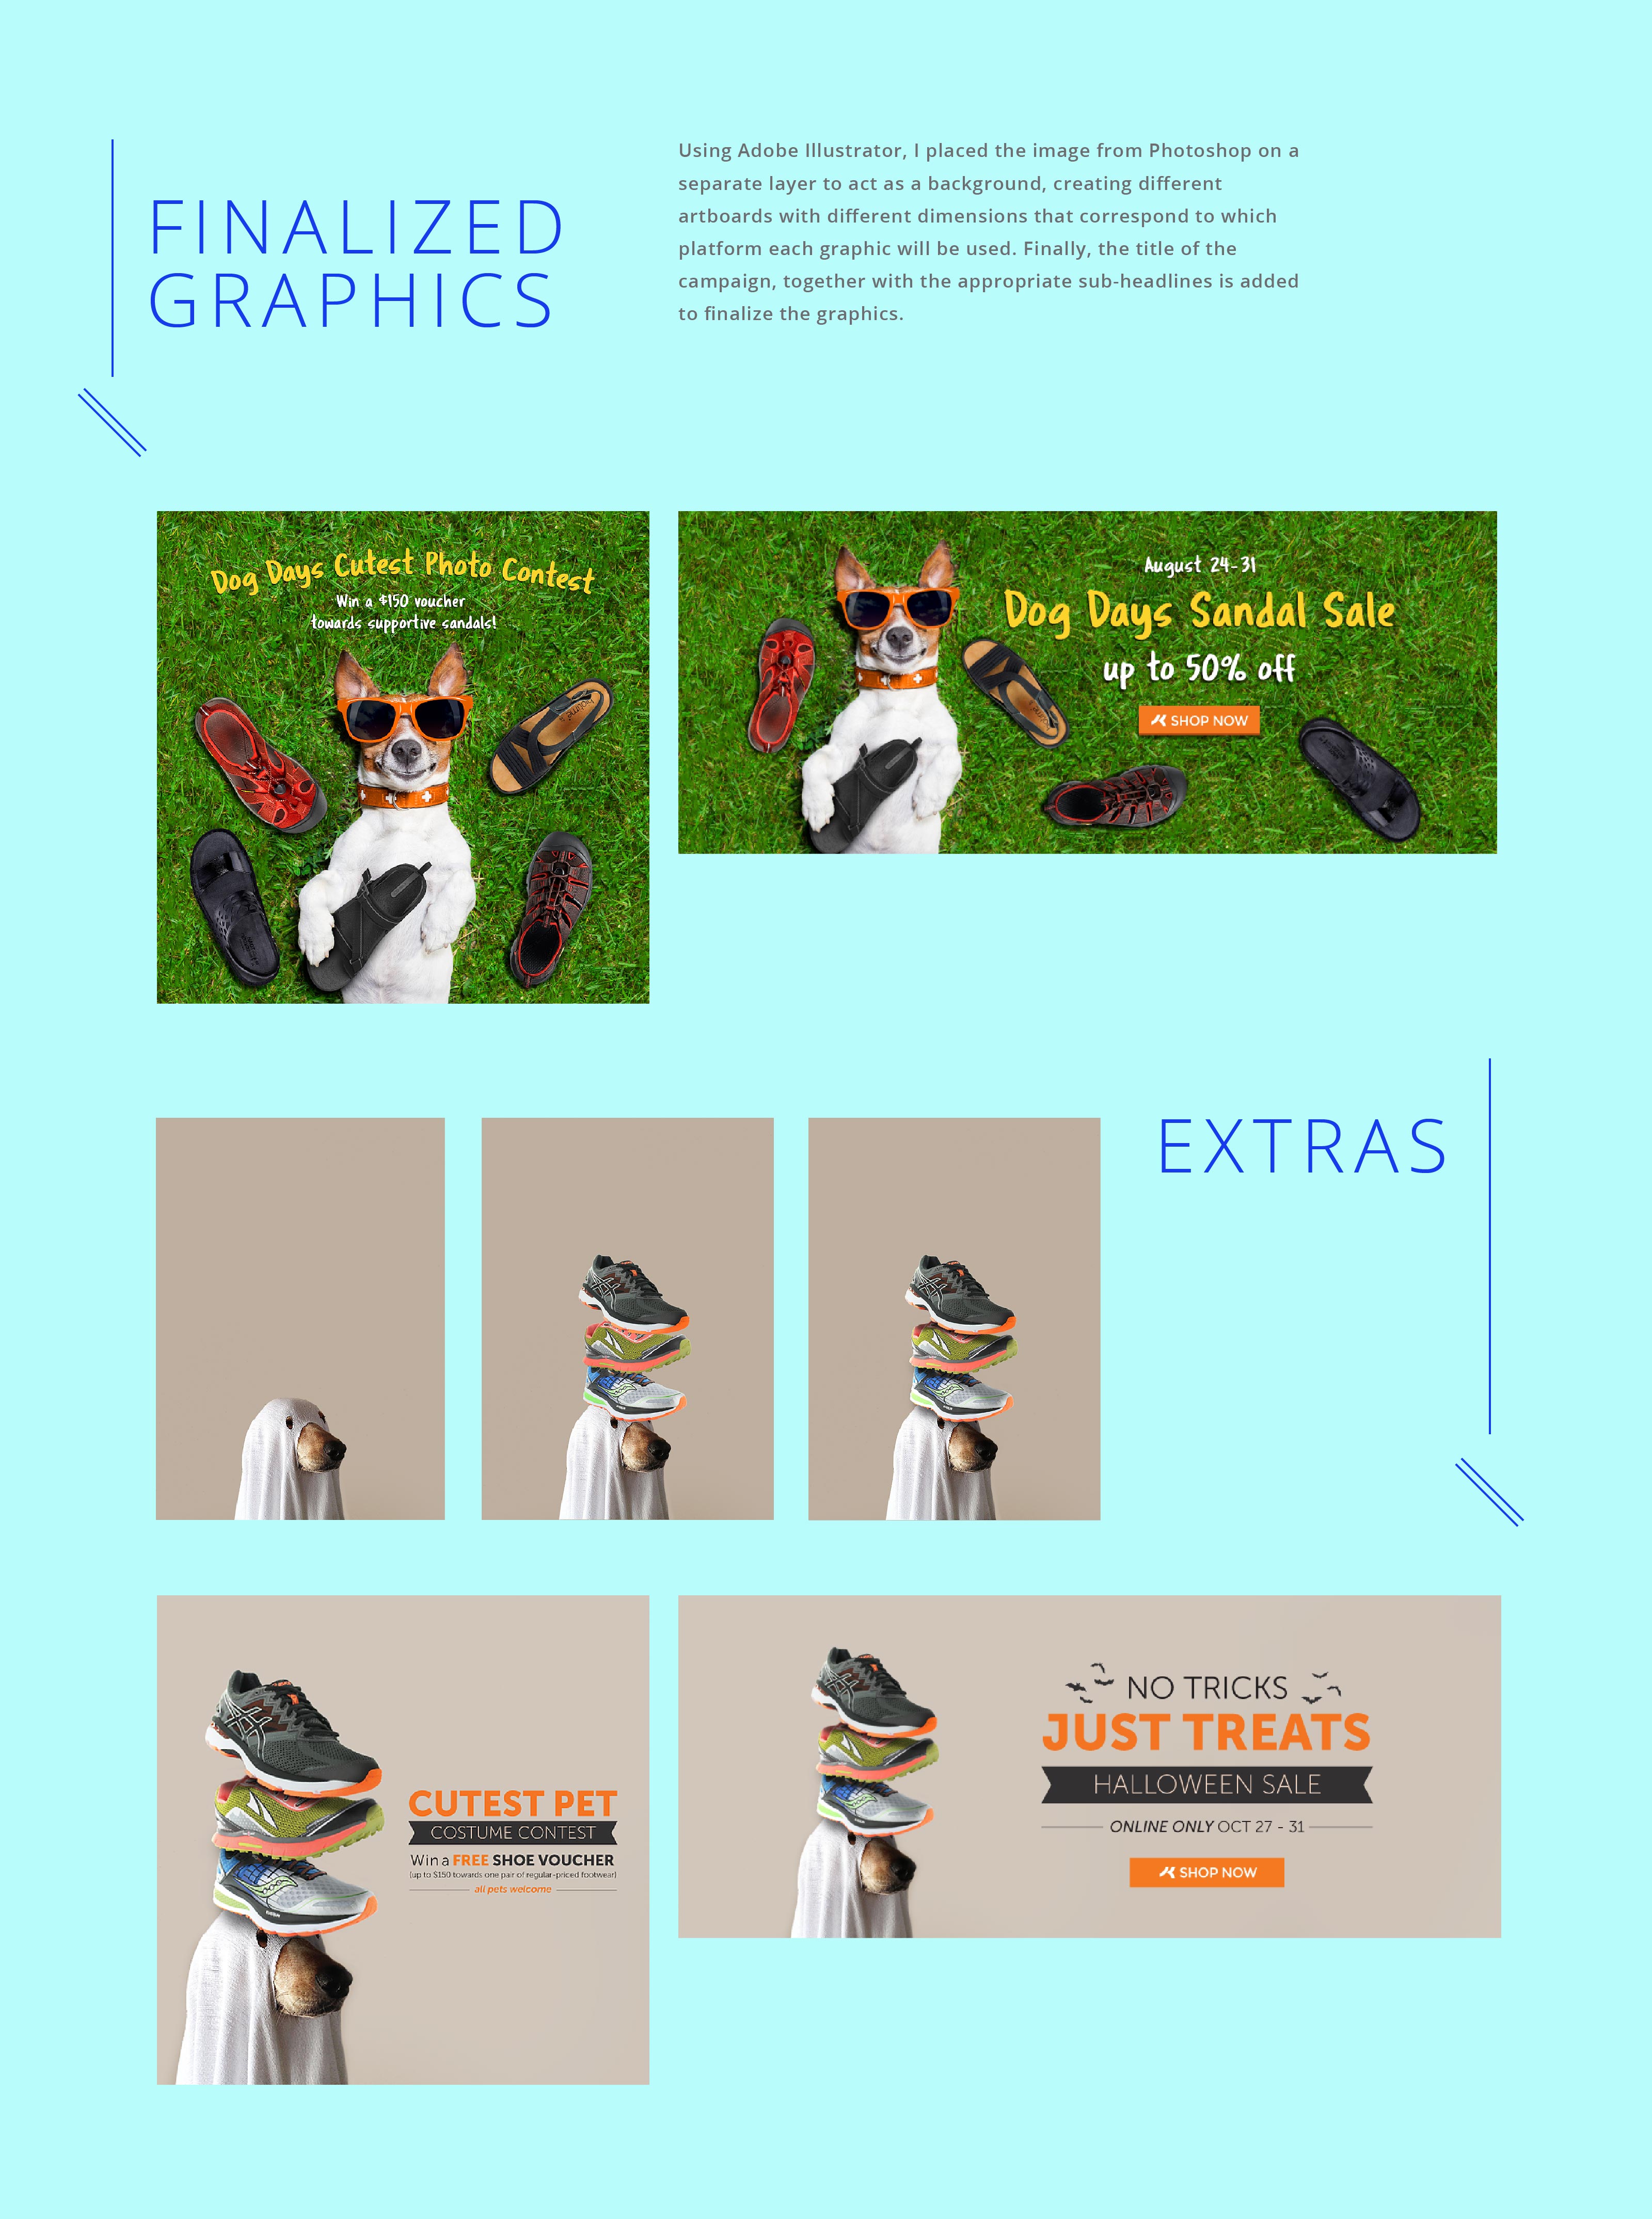 FINALIZED
GRAPHICS
Using Adobe Illustrator, I placed the image from Photoshop on a
separate layer to act as a background, creating different
artboards with different dimensions that correspond to which
platform each graphic will be used. Finally, the title of the
campaign, together with the appropriate sub-headlines is added
to finalize the graphics.
Dog Days Cutest Photo Contest
Win a $150 voucher
towards supportive sandals!
August 24-31
Dog Days Sandal Sale
up to 50% off
SHOP NOW
EXTRAS
CUTEST PET
COSTUME CONTEST
Win a FREE SHOE VOUCHER
(up to $150 towards one pair of regular-priced footwear)
all pets welcome
NO TRICKS
JUST TREATS
HALLOWEEN SALE
ONLINE ONLY OCT 27 - 31
SHOP NOW